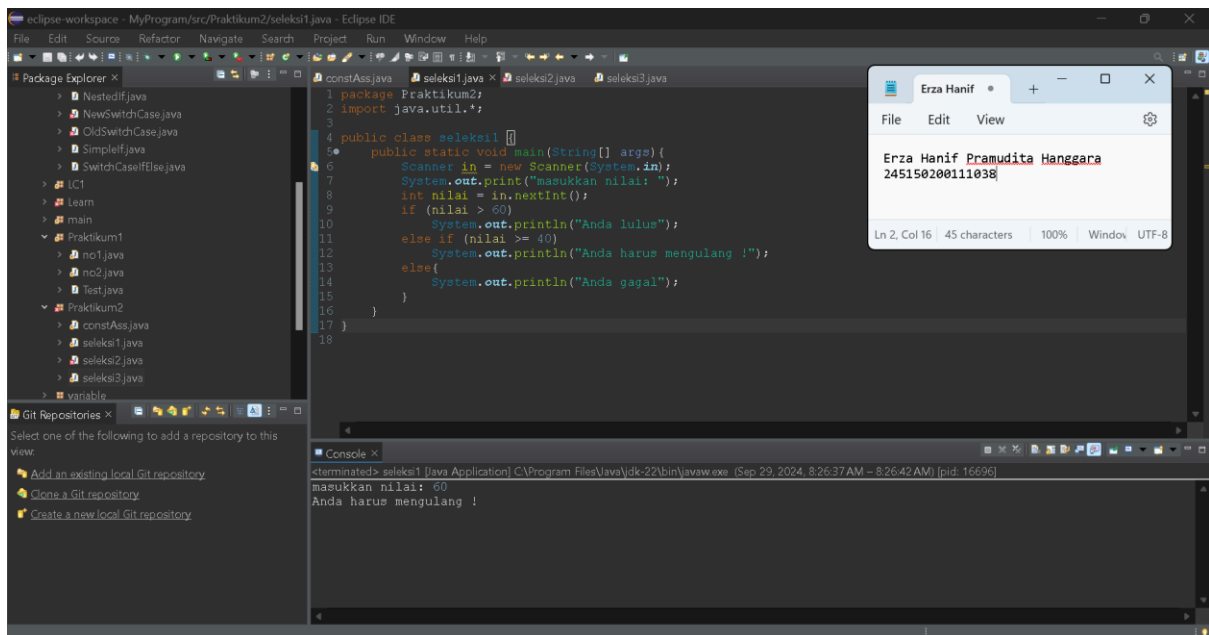 eclipse-workspace - MyProgram/src/Praktikum2/seleksi1.java - Eclipse IDE
File Edit Source Refactor Navigate Search Project Run Window Help
Package Explorer
NestedIf.java
NewSwitchCase.java
OldSwitchCase.java
SimpleIf.java
SwitchCaseIfElse.java
LC1
Learn
main
Praktikum1
no1.java
no2.java
Test.java
Praktikum2
constAss.java
seleksi1.java
seleksi2.java
seleksi3.java
variable
Git Repositories
Select one of the following to add a repository to this
view:
Add an existing local Git repository
Clone a Git repository
Create a new local Git repository
constAss.java seleksi1.java seleksi2.java seleksi3.java
1 package Praktikum2;
2 import java.util.*;
3
4 public class seleksi1 {
5 public static void main(String[] args){
6 Scanner in = new Scanner(System.in);
7 System.out.print("masukkan nilai: ");
8 int nilai = in.nextInt();
9 if (nilai > 60)
10 System.out.println("Anda lulus");
11 else if (nilai >= 40)
12 System.out.println("Anda harus mengulang !");
13 else{
14 System.out.println("Anda gagal");
15 }
16 }
17 }
18
Erza Hanif
File Edit View
Erza Hanif Pramudita Hanggara
245150200111038
Ln 2, Col 16 45 characters 100% Window UTF-8
Console
<terminated> seleksi1 [Java Application] C:\Program Files\Java\jdk-22\bin\javaw.exe (Sep 29, 2024, 8:26:37 AM – 8:26:42 AM) [pid: 16696]
masukkan nilai: 60
Anda harus mengulang !